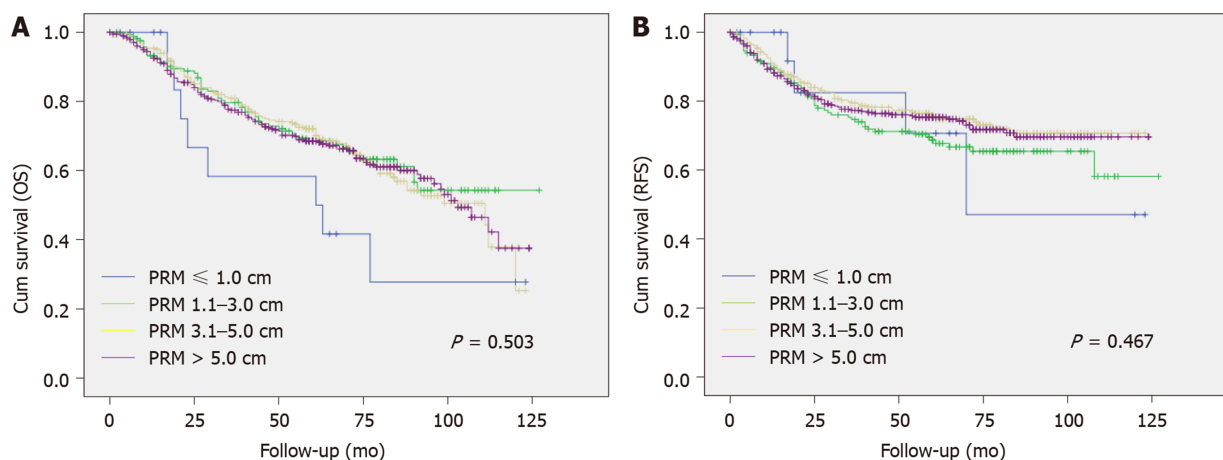 A
Cum survival (OS)
1.0
0.8
0.6
0.4
0.2
0.0
PRM ⩽ 1.0 cm
PRM 1.1–3.0 cm
PRM 3.1–5.0 cm
PRM > 5.0 cm
P = 0.503
0 25 50 75 100 125
Follow-up (mo)
B
Cum survival (RFS)
1.0
0.8
0.6
0.4
0.2
0.0
PRM ⩽ 1.0 cm
PRM 1.1–3.0 cm
PRM 3.1–5.0 cm
PRM > 5.0 cm
P = 0.467
0 25 50 75 100 125
Follow-up (mo)